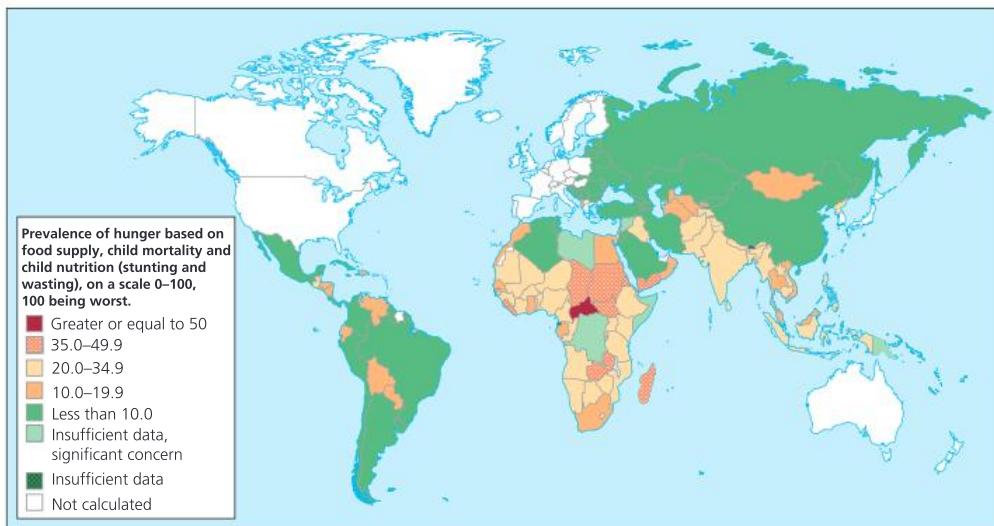 Prevalence of hunger based on
food supply, child mortality and
child nutrition (stunting and
wasting), on a scale 0–100,
100 being worst.
Greater or equal to 50
35.0–49.9
20.0–34.9
10.0–19.9
Less than 10.0
Insufficient data,
significant concern
Insufficient data
Not calculated